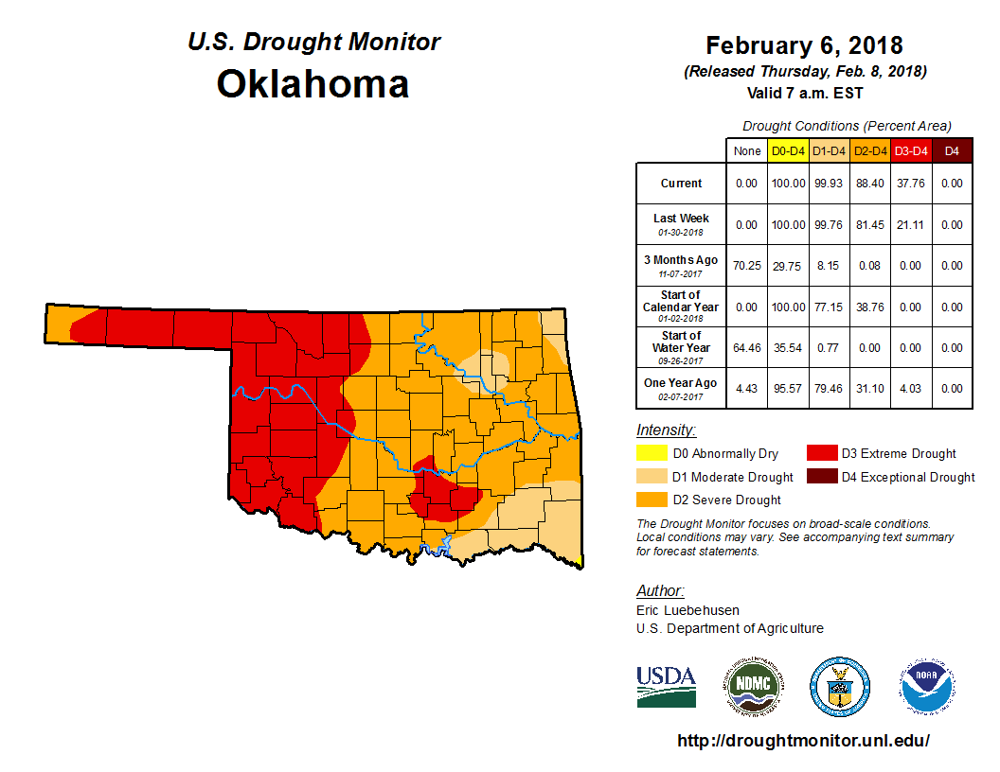 U.S. Drought Monitor
Oklahoma
February 6, 2018
(Released Thursday, Feb. 8, 2018)
Valid 7 a.m. EST
Drought Conditions (Percent Area)
None D0-D4 D1-D4 D2-D4 D3-D4 D4
Current 0.00 100.00 99.93 88.40 37.76 0.00
Last Week
01-30-2018
0.00 100.00 99.76 81.45 21.11 0.00
3 Months Ago
11-07-2017
70.25 29.75 8.15 0.08 0.00 0.00
Start of
Calendar Year
01-02-2018
0.00 100.00 77.15 38.76 0.00 0.00
Start of
Water Year
09-26-2017
64.46 35.54 0.77 0.00 0.00 0.00
One Year Ago
02-07-2017
4.43 95.57 79.46 31.10 4.03 0.00
Intensity:
D0 Abnormally Dry
D1 Moderate Drought
D2 Severe Drought
D3 Extreme Drought
D4 Exceptional Drought
The Drought Monitor focuses on broad-scale conditions.
Local conditions may vary. See accompanying text summary
for forecast statements.
Author:
Eric Luebehusen
U.S. Department of Agriculture
USDA
NDMC
NOAA
http://droughtmonitor.unl.edu/